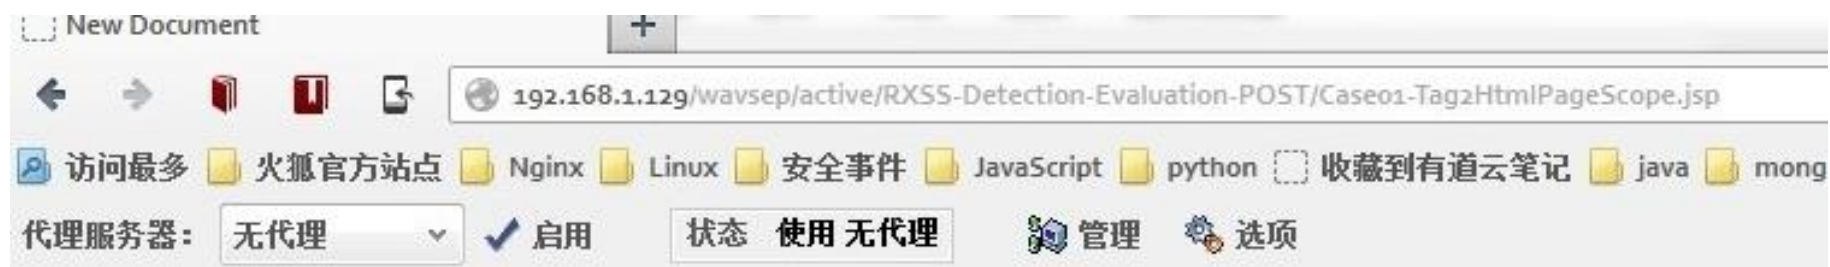 New Document
192.168.1.129/wavsep/active/RXSS-Detection-Evaluation-POST/Case01-Tag2HtmlPageScope.jsp
访问最多 火狐官方站点 Nginx Linux 安全事件 JavaScript python 收藏到有道云笔记 java mong
代理服务器: 无代理 启用 状态 使用 无代理 管理 选项